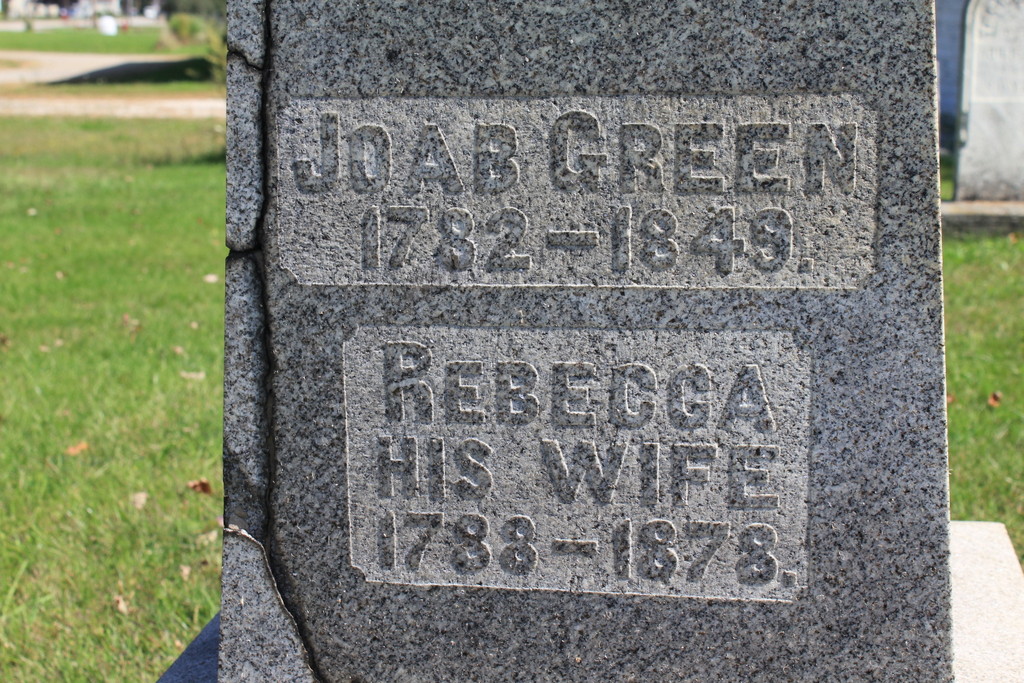 JOAB GREEN
1782-1849.
REBECCA
HIS WIFE
1788-1878.